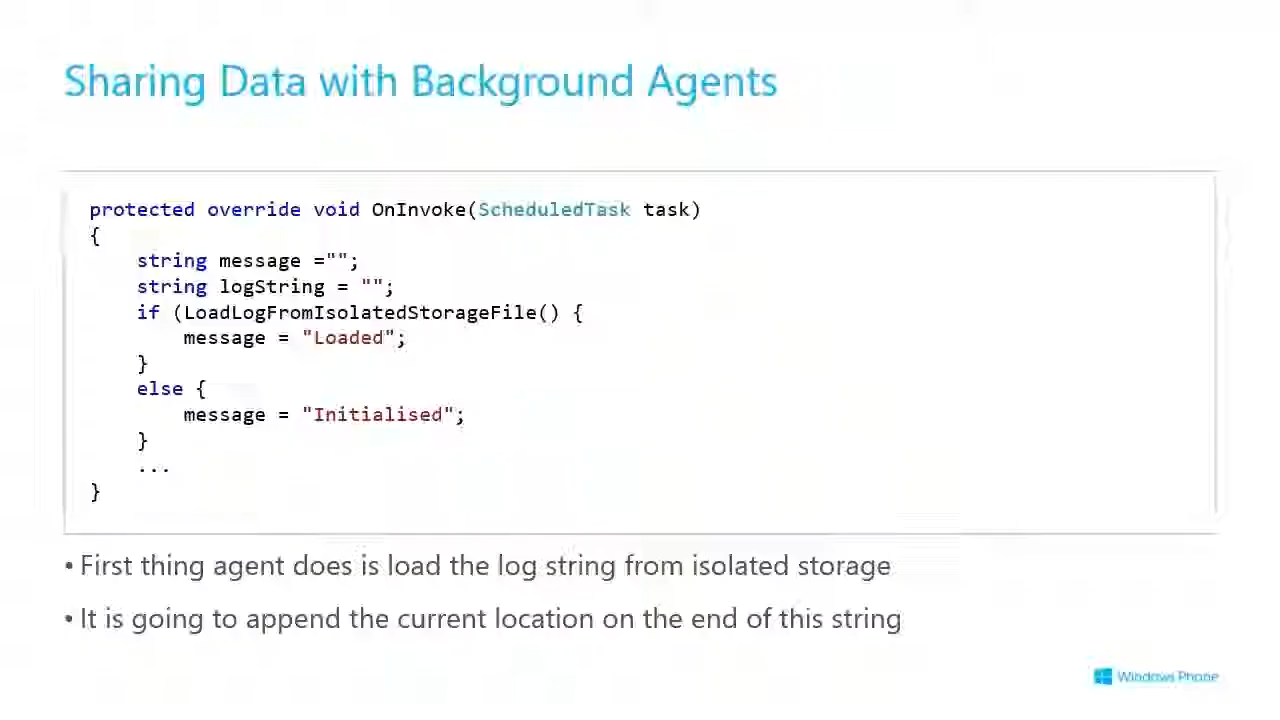 Sharing Data with Background Agents
protected override void OnInvoke(ScheduledTask task)
{
    string message ="";
    string logString = "";
    if (LoadLogFromIsolatedStorageFile() {
        message = "Loaded";
    }
    else {
        message = "Initialised";
    }
    ...
}
• First thing agent does is load the log string from isolated storage
• It is going to append the current location on the end of this string
Windows Phone